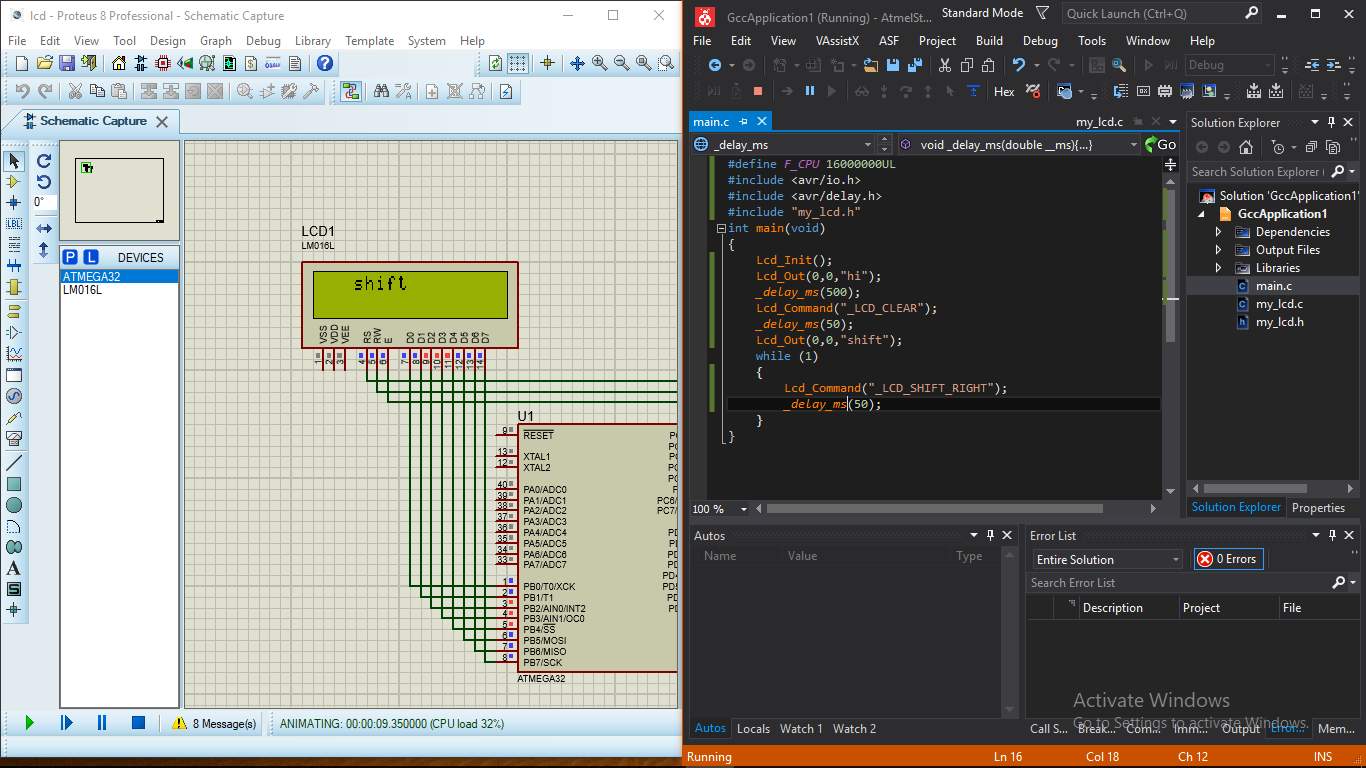 lcd - Proteus 8 Professional - Schematic Capture
File Edit View Tool Design Graph Debug Library Template System Help
Schematic Capture
0°
LBL
P L DEVICES
ATMEGA32
LM016L
LCD1
LM016L
shift
VSS VDD VEE RS RW E D0 D1 D2 D3 D4 D5 D6 D7
1 2 3 4 5 6 7 8 9 10 11 12 13 14
U1
9 RESET
13 XTAL1
12 XTAL2
40 PA0/ADC0
39 PA1/ADC1
38 PA2/ADC2
37 PA3/ADC3
36 PA4/ADC4
35 PA5/ADC5
34 PA6/ADC6
33 PA7/ADC7
1 PB0/T0/XCK
2 PB1/T1
3 PB2/AIN0/INT2
4 PB3/AIN1/OC0
5 PB4/SS
6 PB5/MOSI
7 PB6/MISO
8 PB7/SCK
PC6/
PC7/
ATMEGA32
8 Message(s)
ANIMATING: 00:00:09.350000 (CPU load 32%)
GccApplication1 (Running) - AtmelSt...
Standard Mode
Quick Launch (Ctrl+Q)
File Edit View VAssistX ASF Project Build Debug Tools Window Help
Debug
Hex
main.c
my_lcd.c
_delay_ms
void _delay_ms(double __ms){...}
Go
#define F_CPU 16000000UL
#include <avr/io.h>
#include <avr/delay.h>
#include "my_lcd.h"
int main(void)
{
Lcd_Init();
Lcd_Out(0,0,"hi");
_delay_ms(500);
Lcd_Command("_LCD_CLEAR");
_delay_ms(50);
Lcd_Out(0,0,"shift");
while (1)
{
Lcd_Command("_LCD_SHIFT_RIGHT");
_delay_ms(50);
}
}
100 %
Solution Explorer
Search Solution Explorer (
Solution 'GccApplication1'
GccApplication1
Dependencies
Output Files
Libraries
main.c
my_lcd.c
my_lcd.h
Solution Explorer Properties
Autos
Name Value Type
Autos Locals Watch 1 Watch 2
Error List
Entire Solution
0 Errors
Search Error List
Description Project File
Activate Windows
Go to Settings to activate Windows.
Call S... Break... Com... Imm... Output Error... Mem...
Running
Ln 16 Col 18 Ch 12 INS